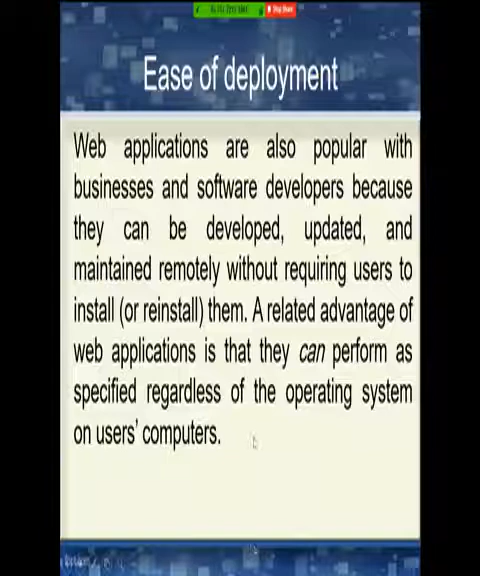 Stop Share
Ease of deployment
Web applications are also popular with
businesses and software developers because
they can be developed, updated, and
maintained remotely without requiring users to
install (or reinstall) them. A related advantage of
web applications is that they can perform as
specified regardless of the operating system
on users' computers.